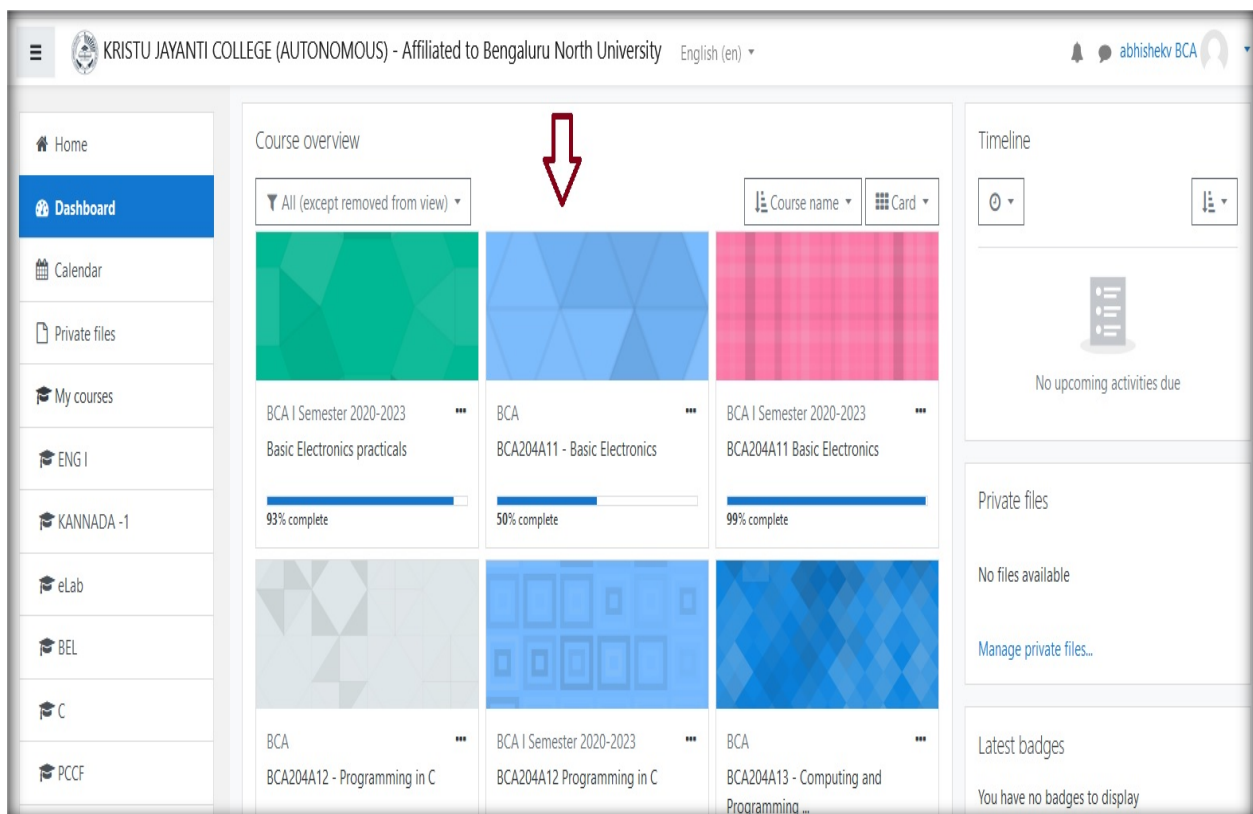 KRISTU JAYANTI COLLEGE (AUTONOMOUS) - Affiliated to Bengaluru North University
English (en)
abhishekv BCA
Home
Dashboard
Calendar
Private files
My courses
ENG I
KANNADA -1
eLab
BEL
C
PCCF
Course overview
All (except removed from view)
Course name
Card
BCA I Semester 2020-2023
Basic Electronics practicals
93% complete
BCA
BCA204A11 - Basic Electronics
50% complete
BCA I Semester 2020-2023
BCA204A11 Basic Electronics
99% complete
BCA
BCA204A12 - Programming in C
BCA I Semester 2020-2023
BCA204A12 Programming in C
BCA
BCA204A13 - Computing and
Programming ...
Timeline
No upcoming activities due
Private files
No files available
Manage private files...
Latest badges
You have no badges to display